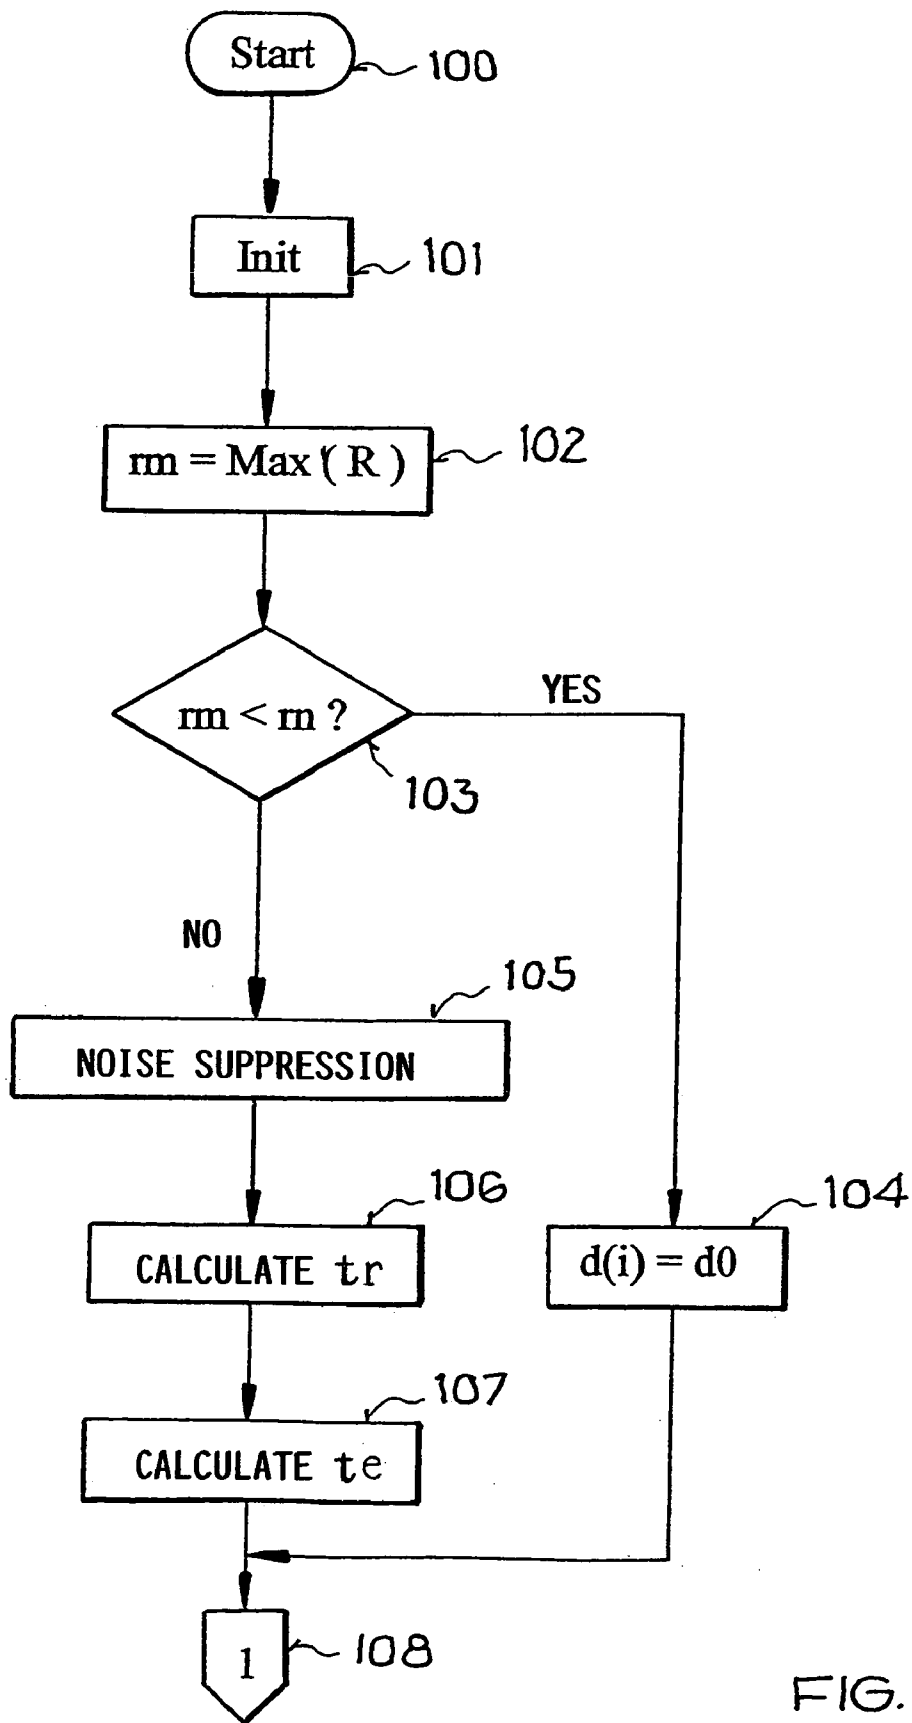 Start
100
Init
101
rm = Max ( R )
102
rm < rn ?
103
YES
NO
105
NOISE SUPPRESSION
106
CALCULATE tr
104
d(i) = d0
107
CALCULATE te
1
108
FIG.